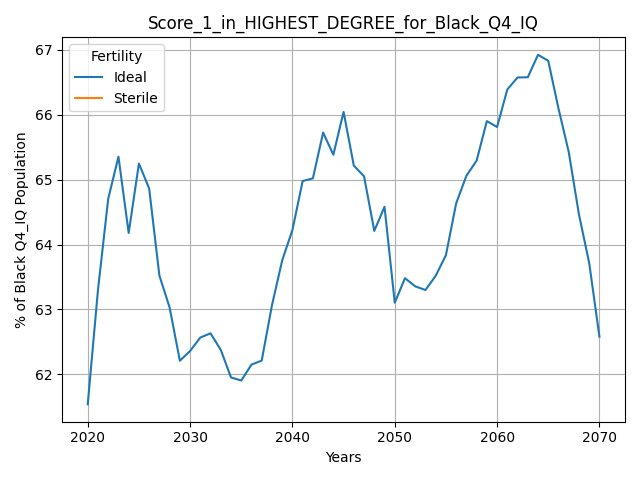 Score_1_in_HIGHEST_DEGREE_for_Black_Q4_IQ
Fertility
Ideal
Sterile
% of Black Q4_IQ Population
67
66
65
64
63
62
2020 2030 2040 2050 2060 2070
Years